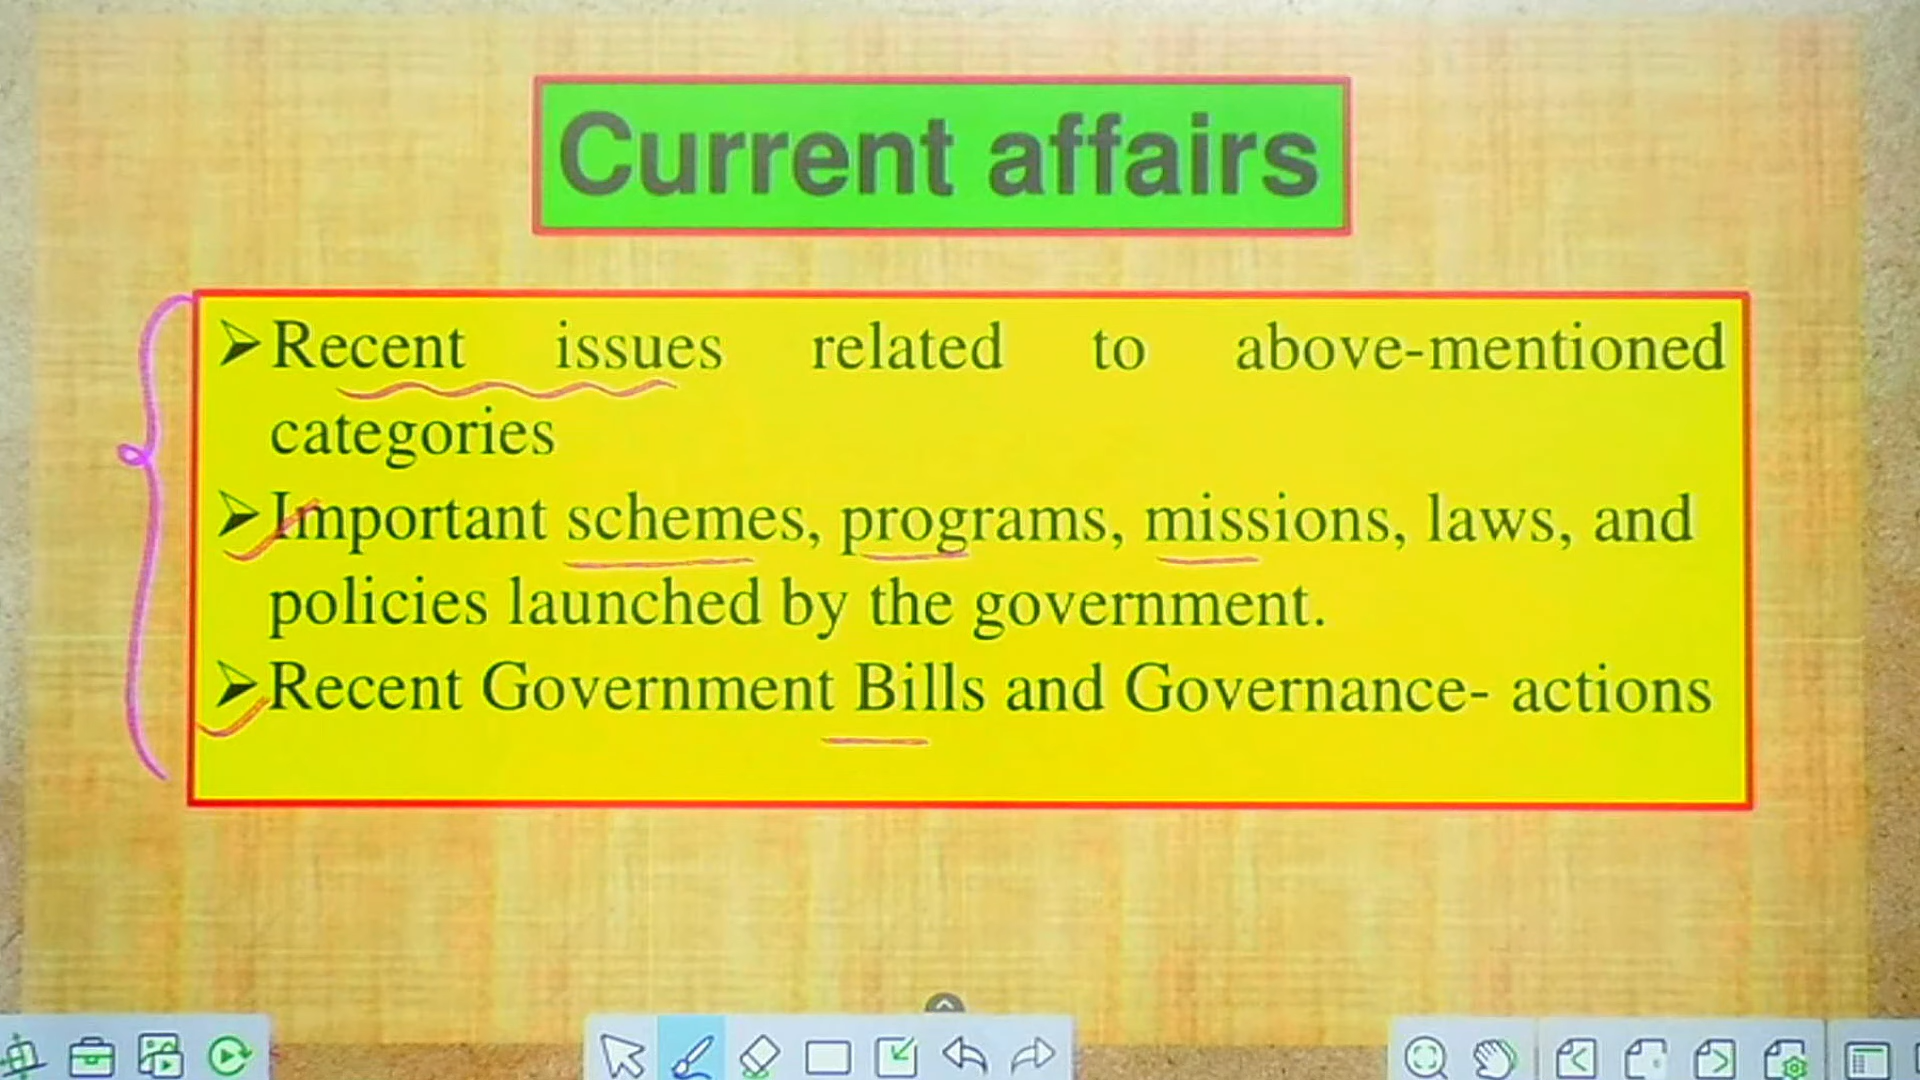 Current affairs
➢Recent issues related to above-mentioned
categories
➢Important schemes, programs, missions, laws, and
policies launched by the government.
➢Recent Government Bills and Governance- actions